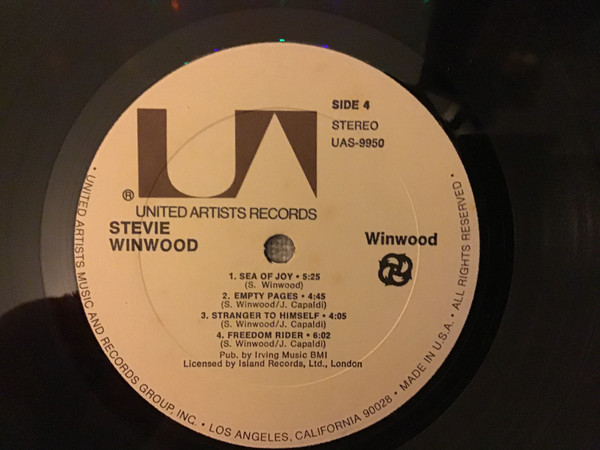 UA
®
UNITED ARTISTS RECORDS
SIDE 4
STEREO
UAS-9950
STEVIE
WINWOOD
Winwood
1. SEA OF JOY • 5:25
(S. Winwood)
2. EMPTY PAGES • 4:45
(S. Winwood/J. Capaldi)
3. STRANGER TO HIMSELF • 4:05
(S. Winwood/J. Capaldi)
4. FREEDOM RIDER • 6:02
(S. Winwood/J. Capaldi)
Pub. by Irving Music BMI
Licensed by Island Records, Ltd., London
• UNITED ARTISTS MUSIC AND RECORDS GROUP, INC. • LOS ANGELES, CALIFORNIA 90028 • MADE IN U.S.A. • ALL RIGHTS RESERVED •